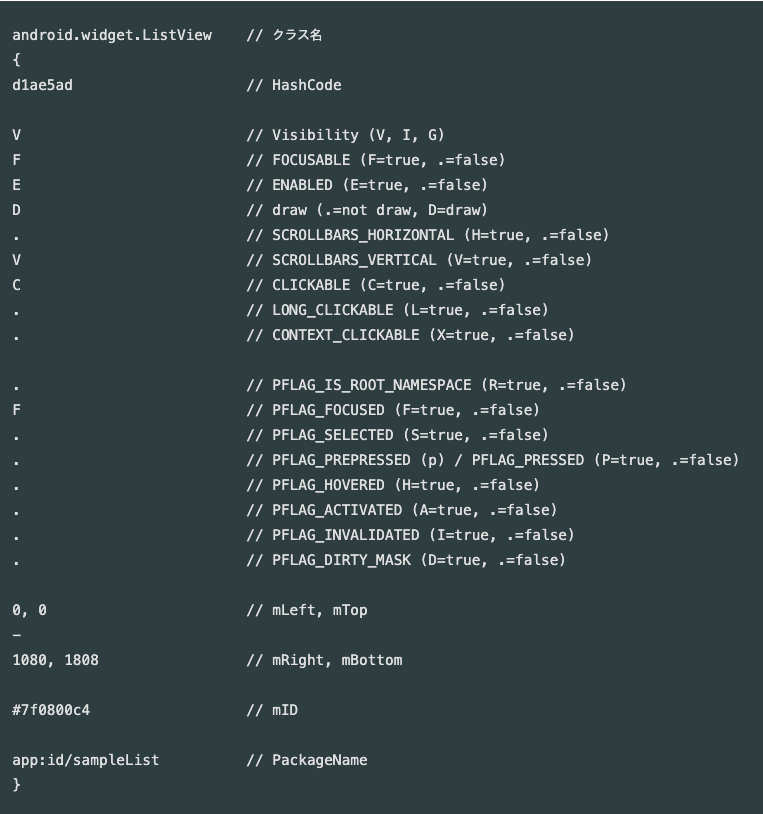 android.widget.ListView    // クラス名
{
d1ae5ad                    // HashCode
V                          // Visibility (V, I, G)
F                          // FOCUSABLE (F=true, .=false)
E                          // ENABLED (E=true, .=false)
D                          // draw (.=not draw, D=draw)
.                          // SCROLLBARS_HORIZONTAL (H=true, .=false)
V                          // SCROLLBARS_VERTICAL (V=true, .=false)
C                          // CLICKABLE (C=true, .=false)
.                          // LONG_CLICKABLE (L=true, .=false)
.                          // CONTEXT_CLICKABLE (X=true, .=false)
.                          // PFLAG_IS_ROOT_NAMESPACE (R=true, .=false)
F                          // PFLAG_FOCUSED (F=true, .=false)
.                          // PFLAG_SELECTED (S=true, .=false)
.                          // PFLAG_PREPRESSED (p) / PFLAG_PRESSED (P=true, .=false)
.                          // PFLAG_HOVERED (H=true, .=false)
.                          // PFLAG_ACTIVATED (A=true, .=false)
.                          // PFLAG_INVALIDATED (I=true, .=false)
.                          // PFLAG_DIRTY_MASK (D=true, .=false)
0, 0                       // mLeft, mTop
–
1080, 1808                 // mRight, mBottom
#7f0800c4                  // mID
app:id/sampleList          // PackageName
}